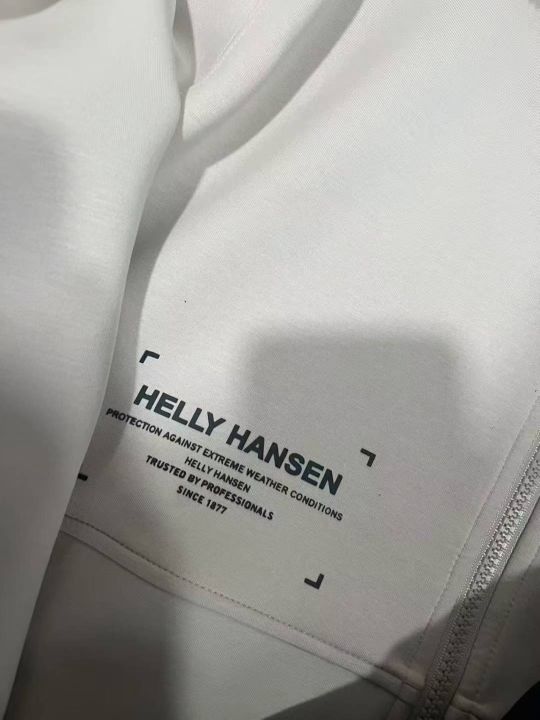 HELLY HANSEN
PROTECTION AGAINST EXTREME WEATHER CONDITIONS
HELLY HANSEN
TRUSTED BY PROFESSIONALS
SINCE 1877